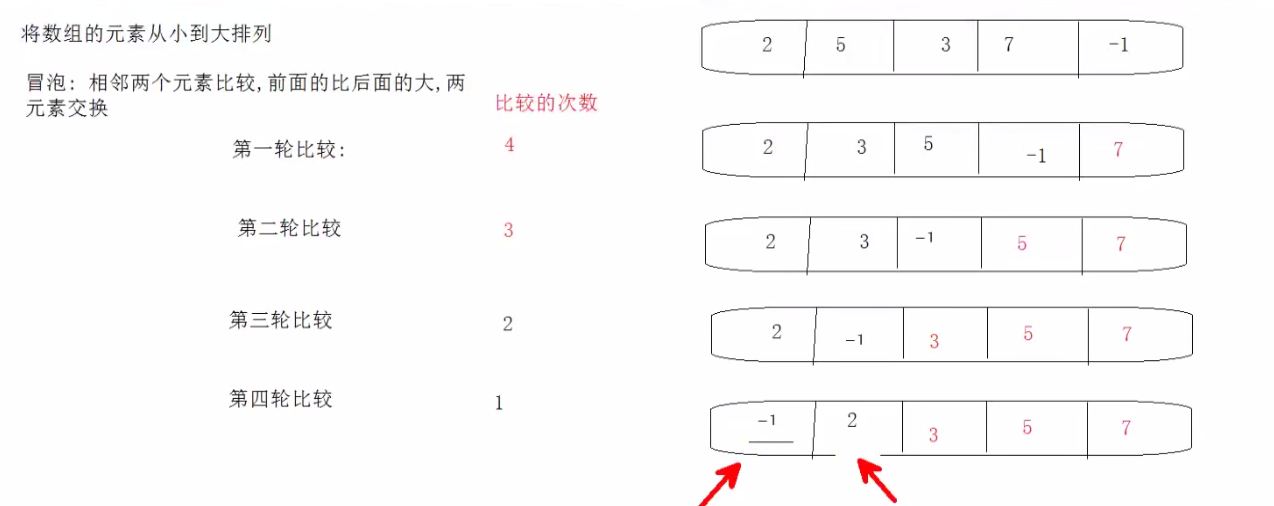 将数组的元素从小到大排列
冒泡: 相邻两个元素比较,前面的比后面的大,两
元素交换
比较的次数
第一轮比较:
4
第二轮比较
3
第三轮比较
2
第四轮比较
1
2 5 3 7 -1
2 3 5 -1 7
2 3 -1 5 7
2 -1 3 5 7
-1 2 3 5 7